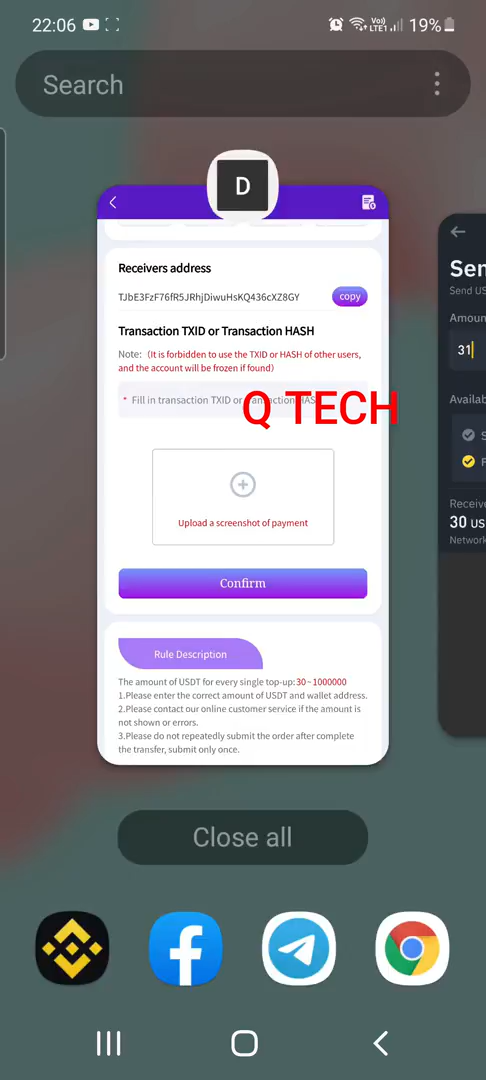 22:06
Vo)) LTE1 19%
Search
D
Receivers address
TJbE3FzF76fR5JRhjDiwuHsKQ436cXZ8GY
copy
Transaction TXID or Transaction HASH
Note: (It is forbidden to use the TXID or HASH of other users,
and the account will be frozen if found)
* Fill in transaction TXID or transaction HASH
Q TECH
Upload a screenshot of payment
Confirm
Rule Description
The amount of USDT for every single top-up:30~1000000
1.Please enter the correct amount of USDT and wallet address.
2.Please contact our online customer service if the amount is
not shown or errors.
3.Please do not repeatedly submit the order after complete
the transfer, submit only once.
Sen
Send US
Amoun
31
Availab
S
F
Receive
30 US
Networ
Close all